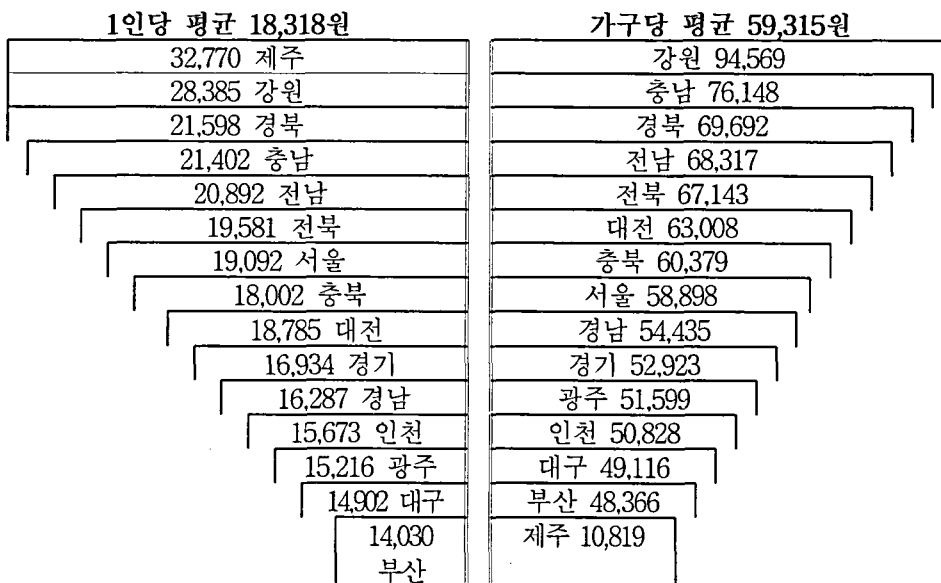 1인당 평균 18,318원
32,770 제주
28,385 강원
21,598 경북
21,402 충남
20,892 전남
19,581 전북
19,092 서울
18,002 충북
18,785 대전
16,934 경기
16,287 경남
15,673 인천
15,216 광주
14,902 대구
14,030
부산
가구당 평균 59,315원
강원 94,569
충남 76,148
경북 69,692
전남 68,317
전북 67,143
대전 63,008
충북 60,379
서울 58,898
경남 54,435
경기 52,923
광주 51,599
인천 50,828
대구 49,116
부산 48,366
제주 10,819